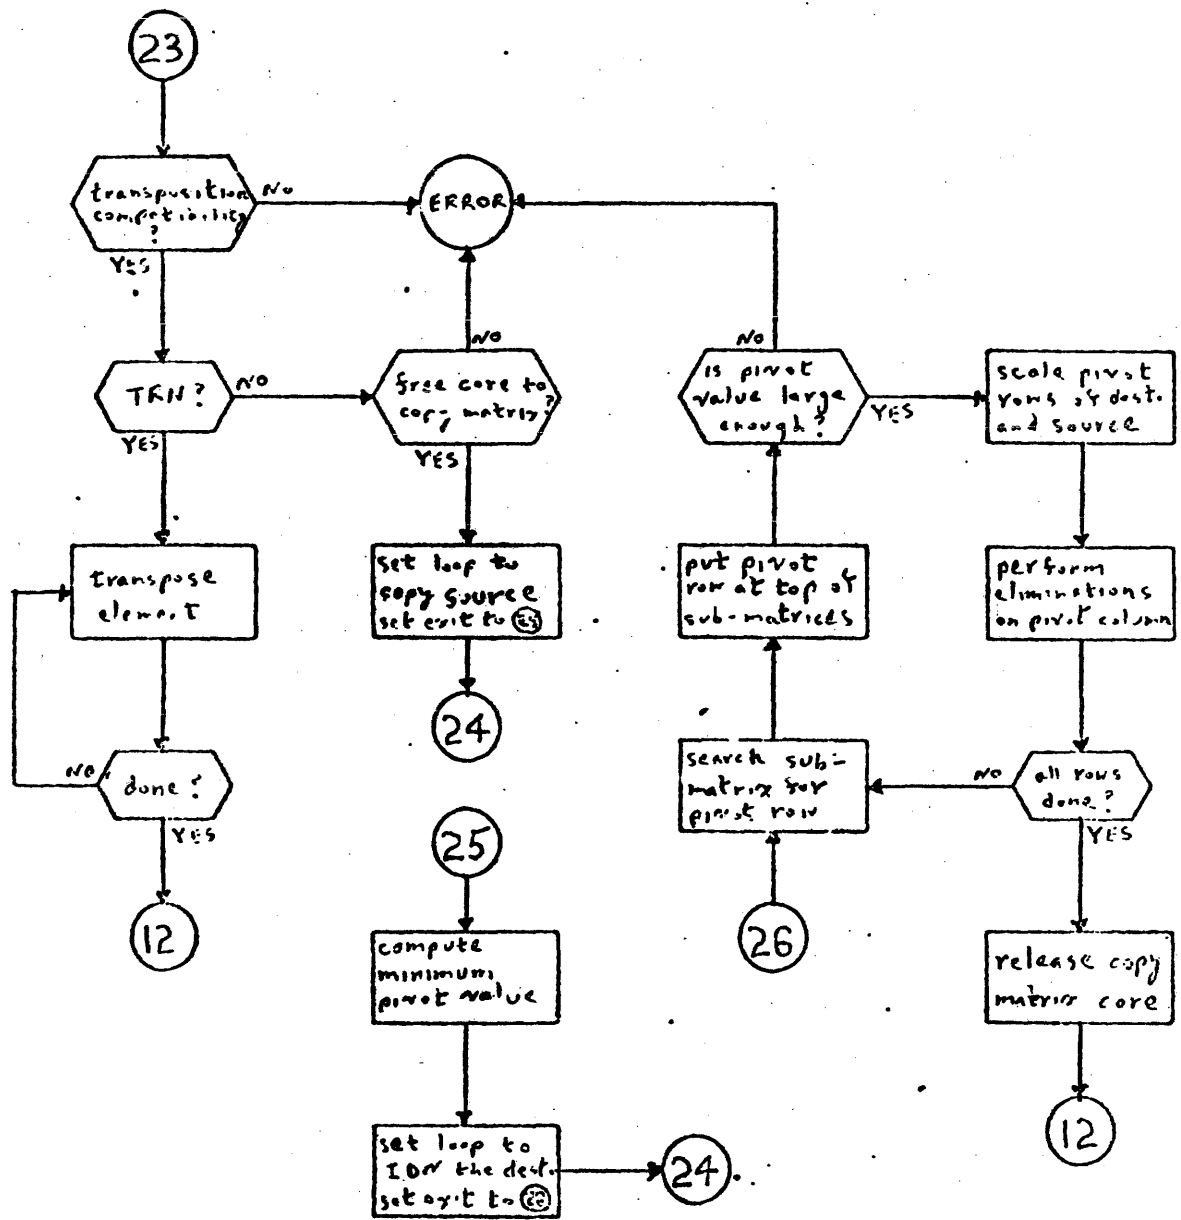 23
transposition
compatibility
?
NO
ERROR
YES
TRN?
NO
YES
transpose
element
done?
NO
YES
12
NO
free core to
copy matrix?
YES
set loop to
copy source
set exit to
24
25
compute
minimum
pivot value
set loop to
IDN the dest.
set exit to
24
NO
is pivot
value large
enough?
YES
put pivot
row at top of
sub-matrices
search sub-
matrix for
pivot row
26
scale pivot
rows of dest.
and source
perform
eliminations
on pivot column
NO
all rows
done?
YES
release copy
matrix core
12